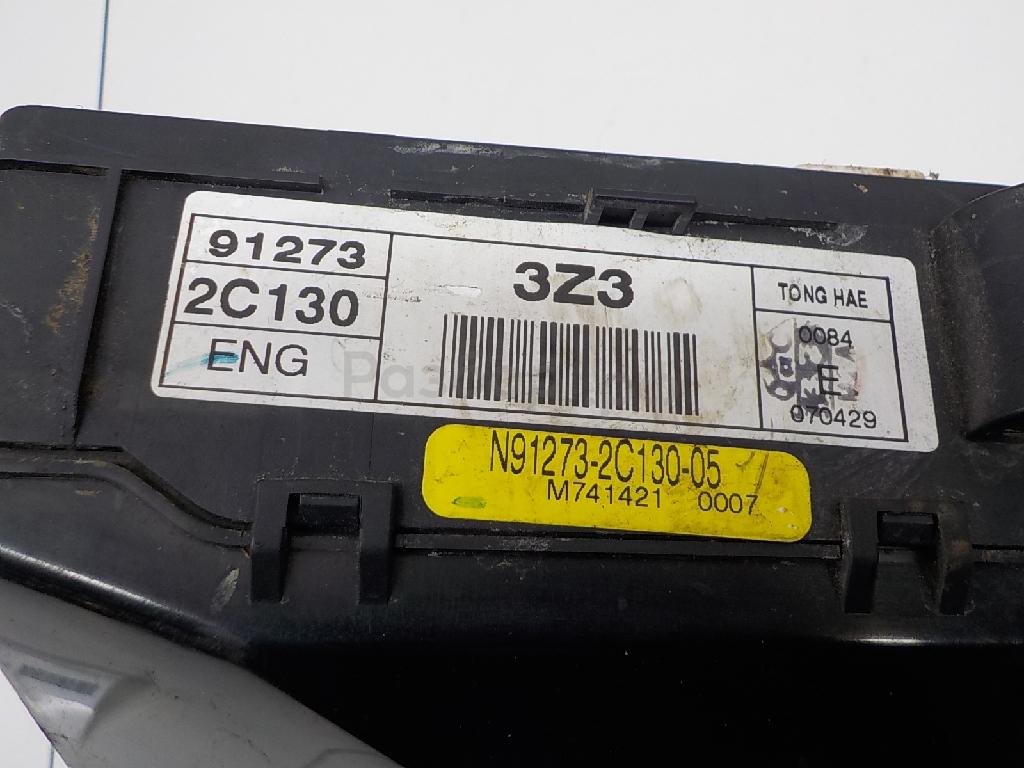 91273
2C130
ENG
3Z3
TONG HAE
0084
E
070429
N91273-2C130-05
M741421 0007